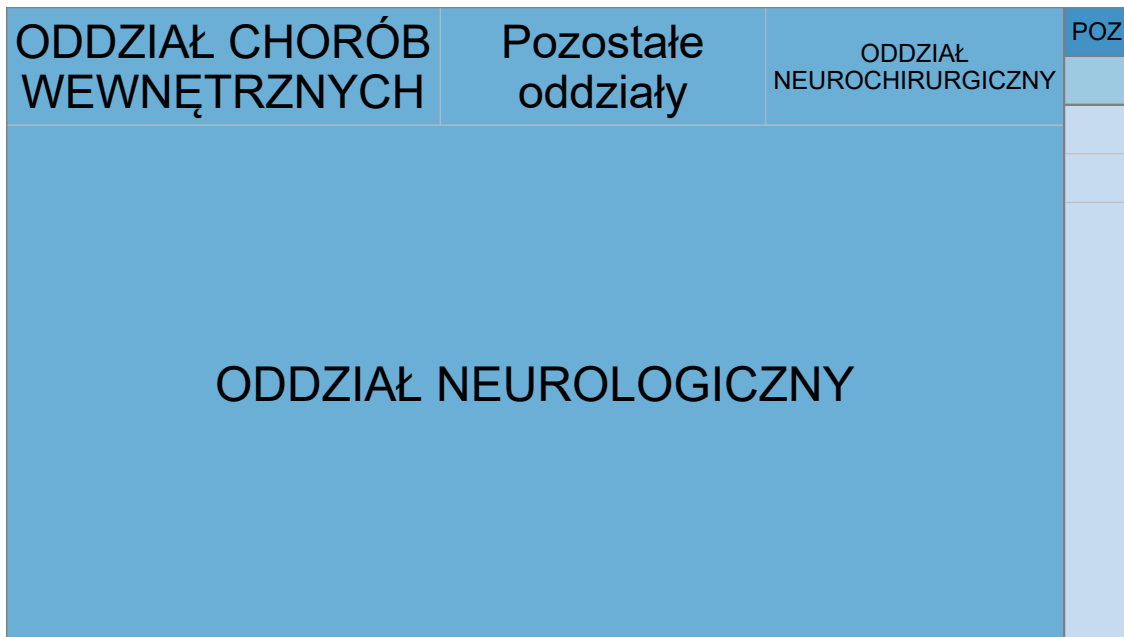 ODDZIAŁ CHORÓB
WEWNĘTRZNYCH
Pozostałe
oddziały
ODDZIAŁ
NEUROCHIRURGICZNY
POZ
ODDZIAŁ NEUROLOGICZNY